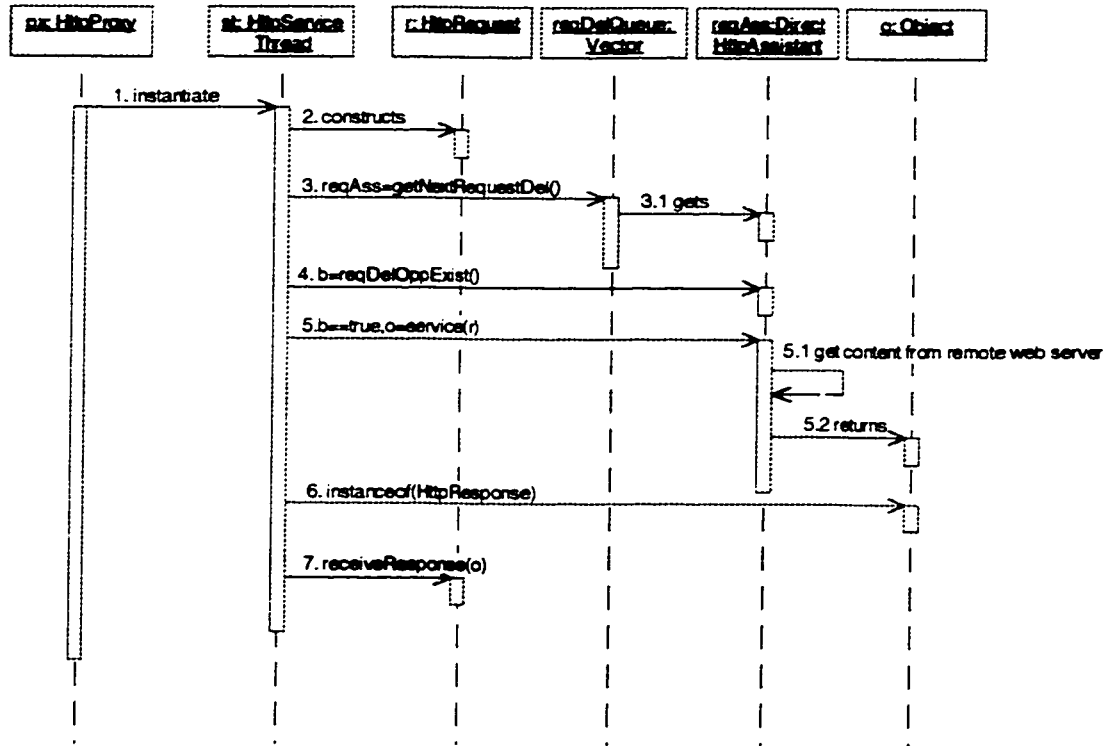 px: HttpProxy
st: HttpService
Thread
r: HttpRequest
reqDelQueue:
Vector
reqAss:Direct
HttpAssistant
o: Object
1. instantiate
2. constructs
3. reqAss=getNextRequestDel()
3.1 gets
4. b=reqDelOppExist()
5.b==true,o=service(r)
5.1 get content from remote web server
5.2 returns
6. instanceof(HttpResponse)
7. receiveResponse(o)